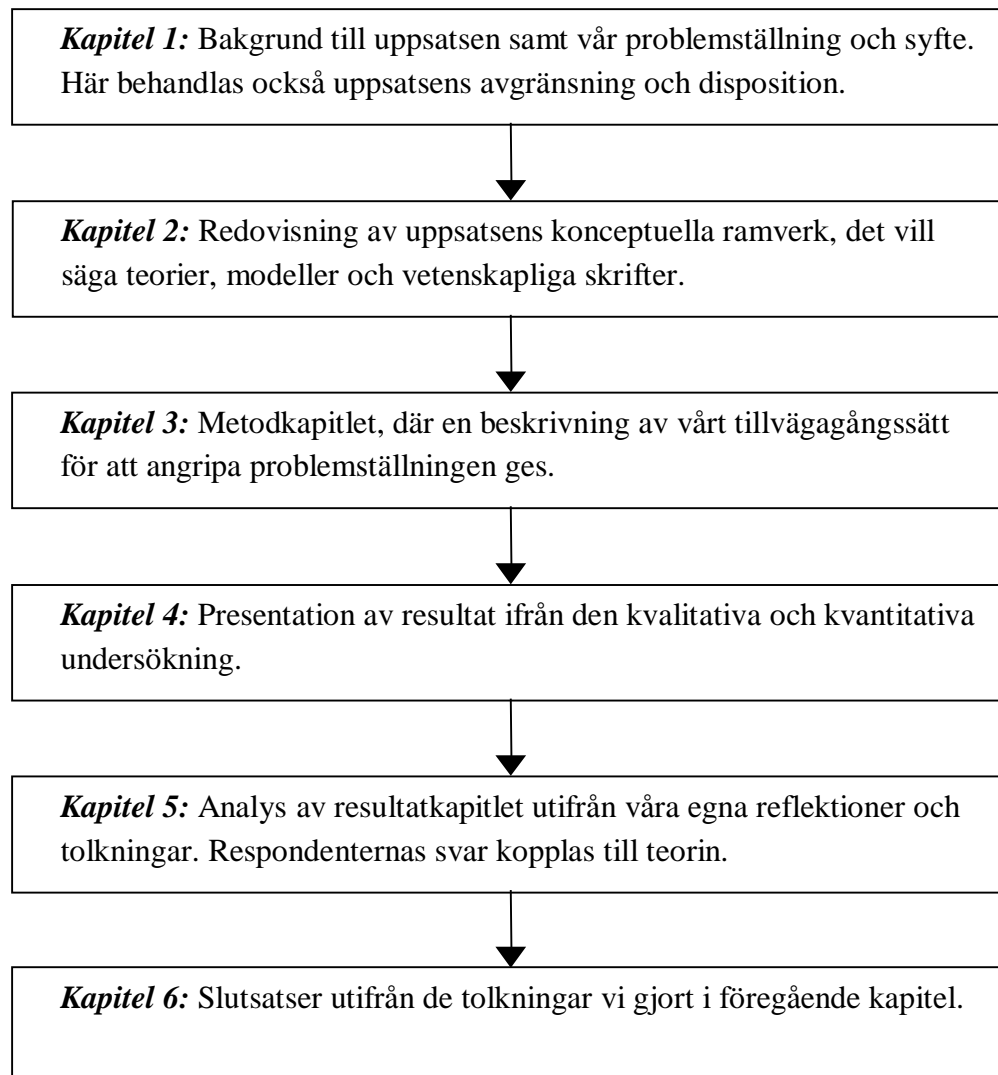 Kapitel 1: Bakgrund till uppsatsen samt vår problemställning och syfte.
Här behandlas också uppsatsens avgränsning och disposition.
Kapitel 2: Redovisning av uppsatsens konceptuella ramverk, det vill
säga teorier, modeller och vetenskapliga skrifter.
Kapitel 3: Metodkapitlet, där en beskrivning av vårt tillvägagångssätt
för att angripa problemställningen ges.
Kapitel 4: Presentation av resultat ifrån den kvalitativa och kvantitativa
undersökning.
Kapitel 5: Analys av resultatkapitlet utifrån våra egna reflektioner och
tolkningar. Respondenternas svar kopplas till teorin.
Kapitel 6: Slutsatser utifrån de tolkningar vi gjort i föregående kapitel.